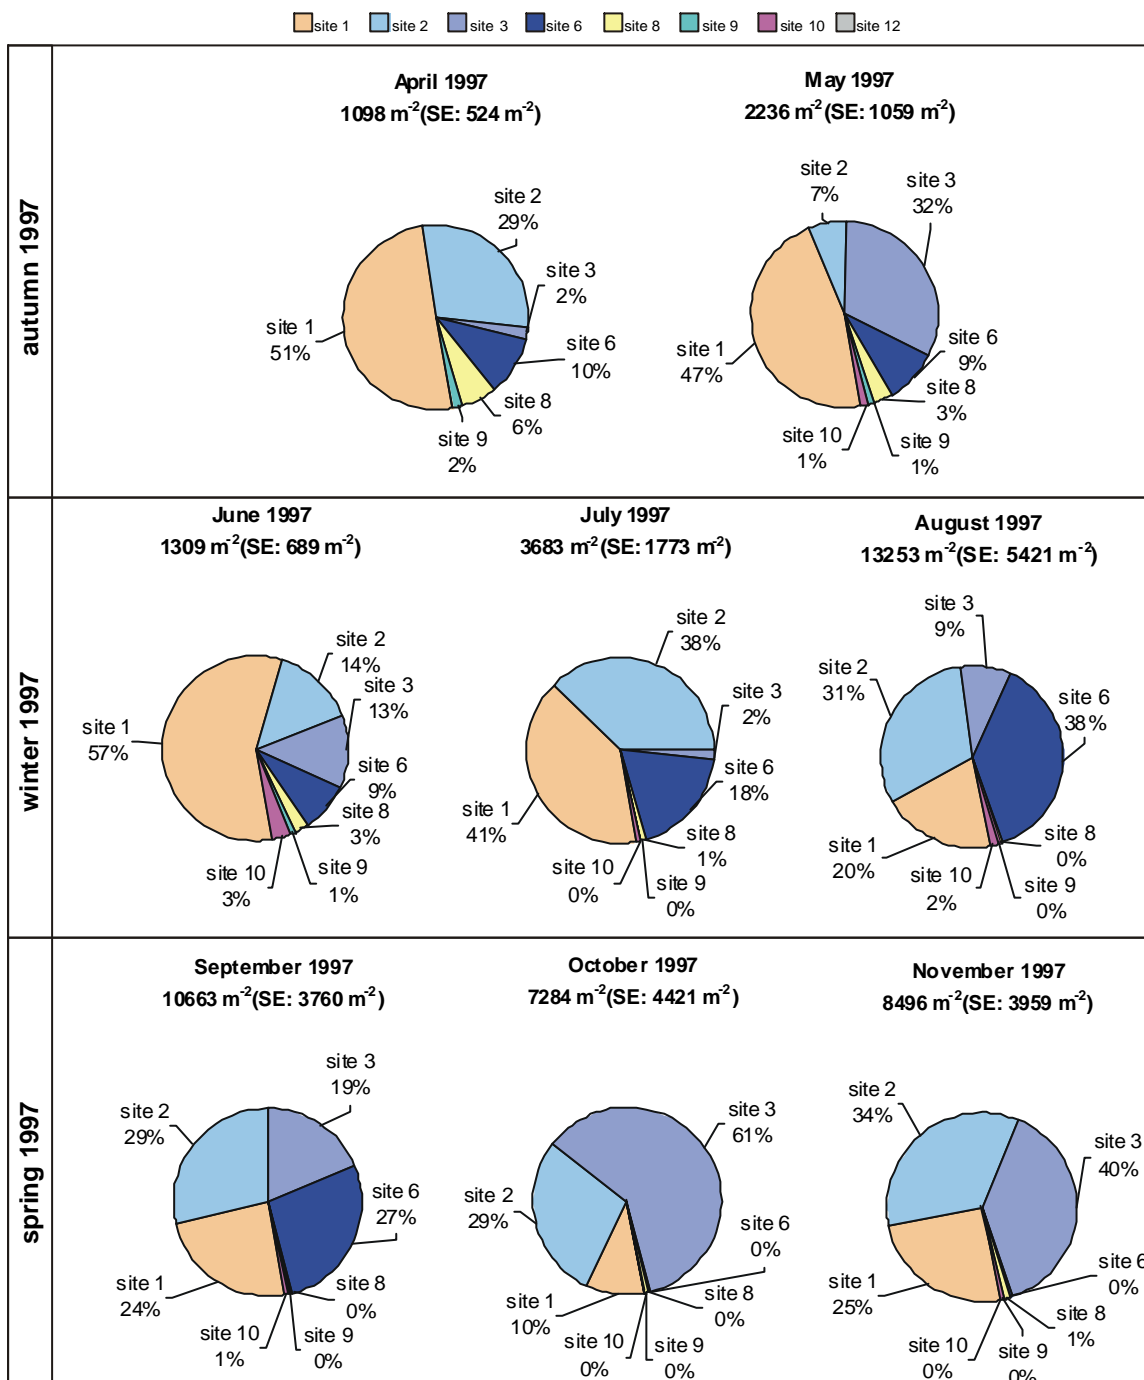 site 1 site 2 site 3 site 6 site 8 site 9 site 10 site 12
autumn 1997
April 1997
1098 m⁻²(SE: 524 m⁻²)
site 2
29%
site 3
2%
site 6
10%
site 8
6%
site 9
2%
site 1
51%
May 1997
2236 m⁻²(SE: 1059 m⁻²)
site 2
7%
site 3
32%
site 6
9%
site 8
3%
site 9
1%
site 10
1%
site 1
47%
winter 1997
June 1997
1309 m⁻²(SE: 689 m⁻²)
site 2
14%
site 3
13%
site 6
9%
site 8
3%
site 9
1%
site 10
3%
site 1
57%
July 1997
3683 m⁻²(SE: 1773 m⁻²)
site 2
38%
site 3
2%
site 6
18%
site 8
1%
site 9
0%
site 10
0%
site 1
41%
August 1997
13253 m⁻²(SE: 5421 m⁻²)
site 3
9%
site 2
31%
site 6
38%
site 8
0%
site 9
0%
site 10
2%
site 1
20%
spring 1997
September 1997
10663 m⁻²(SE: 3760 m⁻²)
site 3
19%
site 2
29%
site 6
27%
site 8
0%
site 9
0%
site 10
1%
site 1
24%
October 1997
7284 m⁻²(SE: 4421 m⁻²)
site 3
61%
site 2
29%
site 6
0%
site 8
0%
site 9
0%
site 10
0%
site 1
10%
November 1997
8496 m⁻²(SE: 3959 m⁻²)
site 2
34%
site 3
40%
site 6
0%
site 8
1%
site 9
0%
site 10
0%
site 1
25%